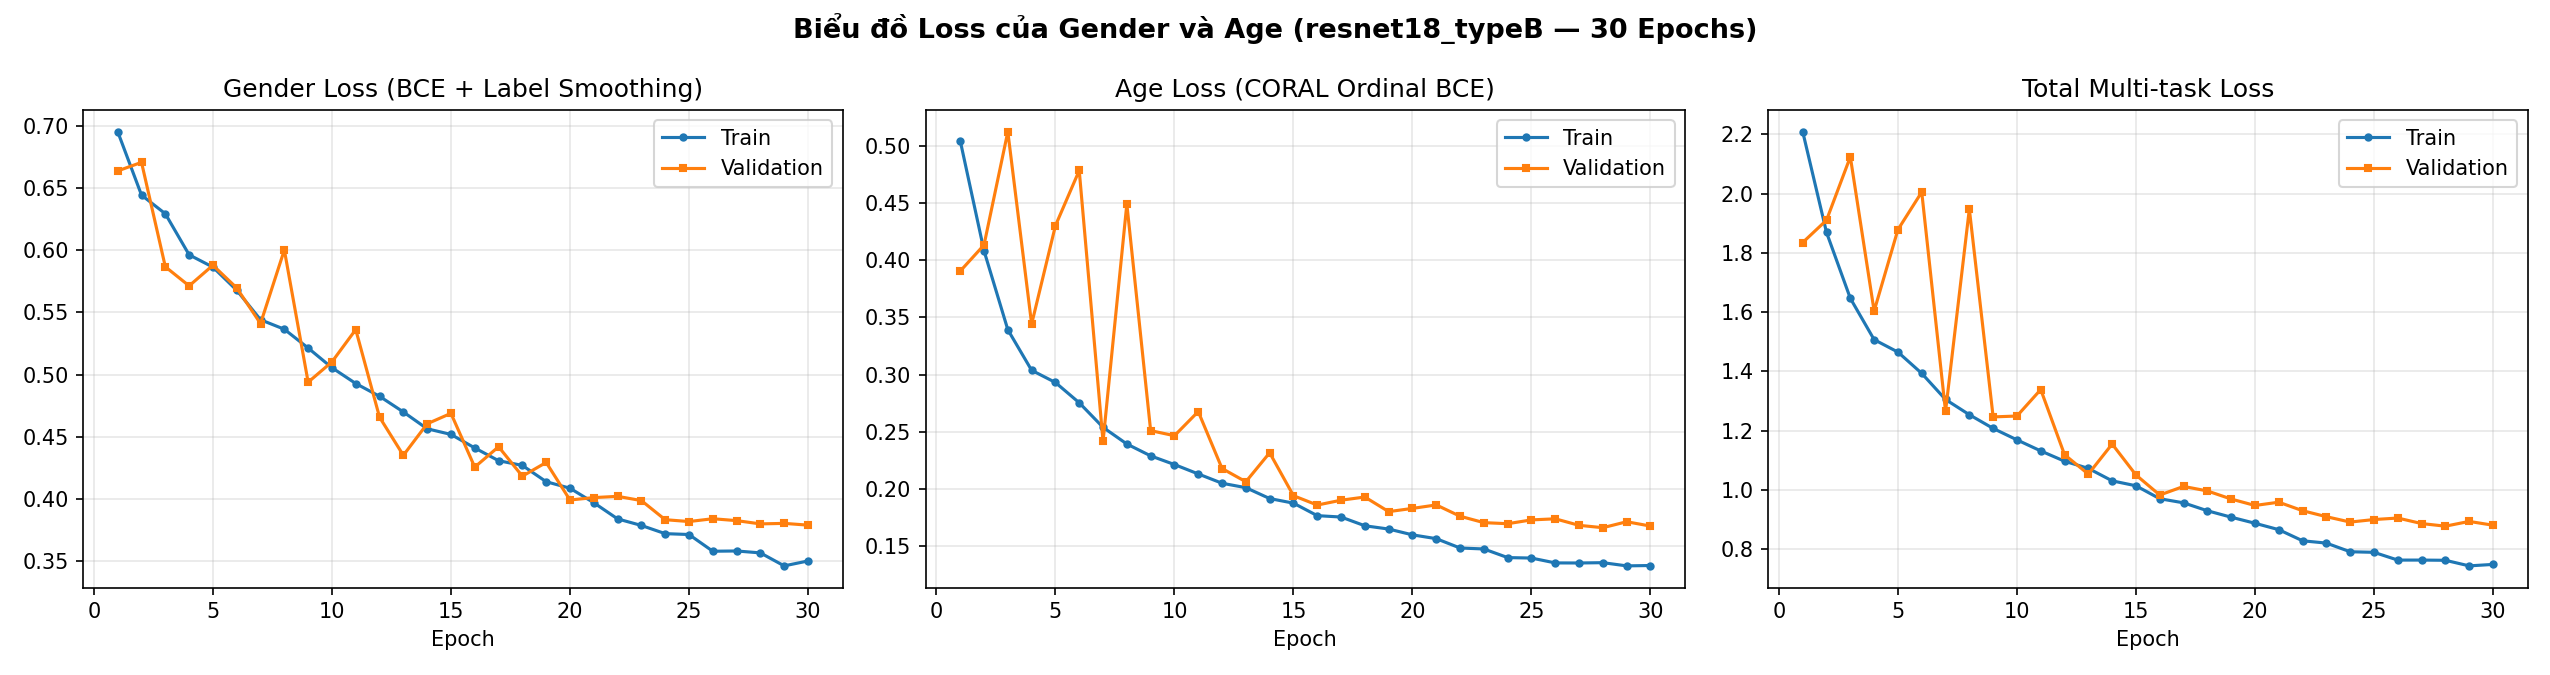 Biểu đồ Loss của Gender và Age (resnet18_typeB — 30 Epochs)
Gender Loss (BCE + Label Smoothing)
0.70
0.65
0.60
0.55
0.50
0.45
0.40
0.35
Train
Validation
0 5 10 15 20 25 30
Epoch
Age Loss (CORAL Ordinal BCE)
0.50
0.45
0.40
0.35
0.30
0.25
0.20
0.15
Train
Validation
0 5 10 15 20 25 30
Epoch
Total Multi-task Loss
2.2
2.0
1.8
1.6
1.4
1.2
1.0
0.8
Train
Validation
0 5 10 15 20 25 30
Epoch